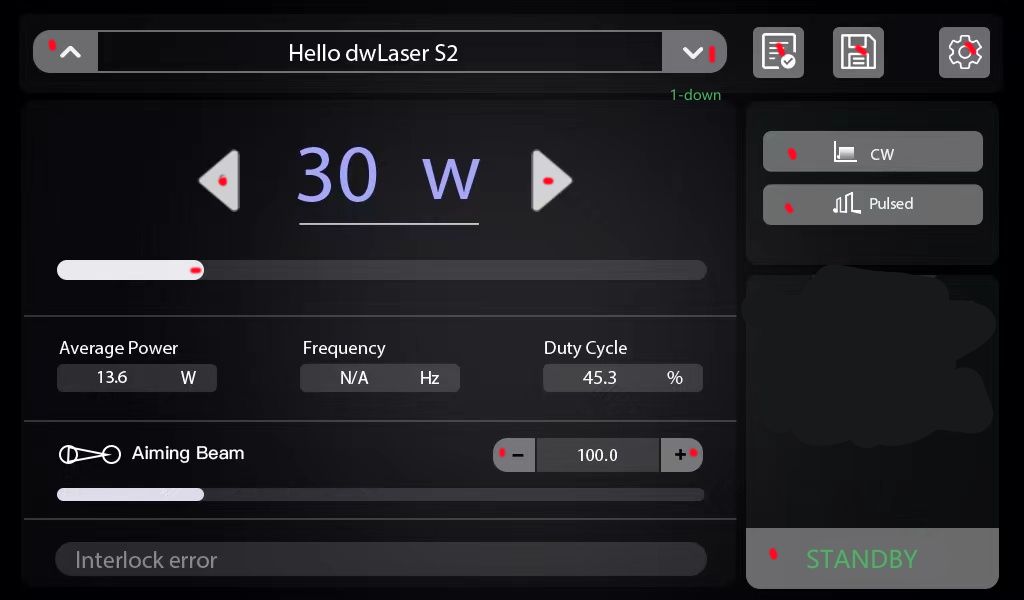 Hello dwLaser S2
1-down
30 W
CW
Pulsed
Average Power
13.6 W
Frequency
N/A Hz
Duty Cycle
45.3 %
Aiming Beam
- 100.0 +
Interlock error
STANDBY